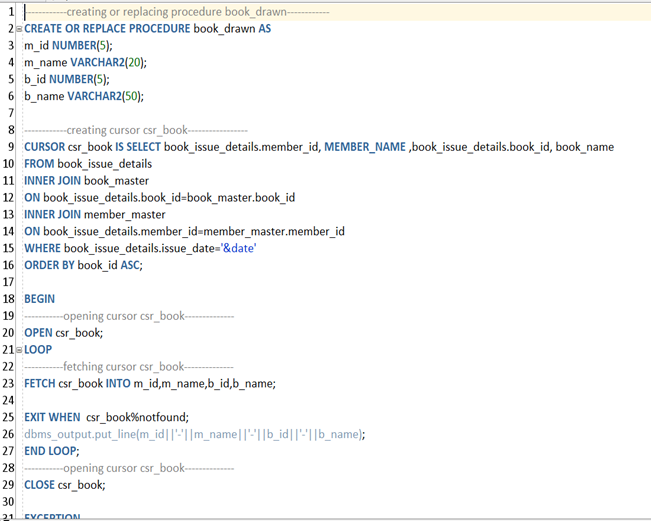 1 -----------creating or replacing procedure book_drawn------------
2 CREATE OR REPLACE PROCEDURE book_drawn AS
3 m_id NUMBER(5);
4 m_name VARCHAR2(20);
5 b_id NUMBER(5);
6 b_name VARCHAR2(50);
7
8 -----------creating cursor csr_book-----------------
9 CURSOR csr_book IS SELECT book_issue_details.member_id, MEMBER_NAME ,book_issue_details.book_id, book_name
10 FROM book_issue_details
11 INNER JOIN book_master
12 ON book_issue_details.book_id=book_master.book_id
13 INNER JOIN member_master
14 ON book_issue_details.member_id=member_master.member_id
15 WHERE book_issue_details.issue_date='&date'
16 ORDER BY book_id ASC;
17
18 BEGIN
19 -----------opening cursor csr_book--------------
20 OPEN csr_book;
21 LOOP
22 -----------fetching cursor csr_book--------------
23 FETCH csr_book INTO m_id,m_name,b_id,b_name;
24
25 EXIT WHEN csr_book%notfound;
26 dbms_output.put_line(m_id||'-'||m_name||'-'||b_id||'-'||b_name);
27 END LOOP;
28 -----------opening cursor csr_book--------------
29 CLOSE csr_book;
30
31 EXCEPTION